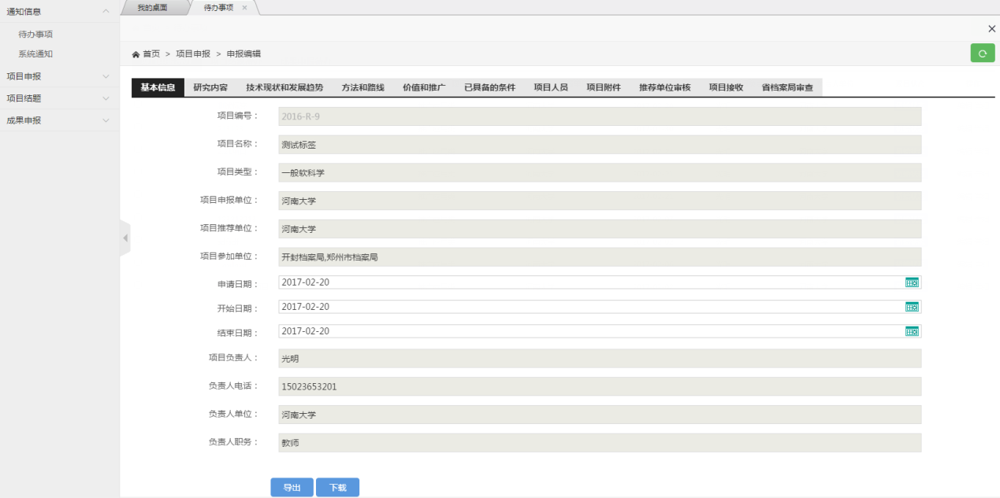 通知信息
待办事项
系统通知
项目申报
项目结题
成果申报
我的桌面 待办事项
首页 > 项目申报 > 申报编辑
基本信息 研究内容 技术现状和发展趋势 方法和路线 价值和推广 已具备的条件 项目人员 项目附件 推荐单位审核 项目接收 省档案局审查
项目编号： 2016-R-9
项目名称： 测试标签
项目类型： 一般软科学
项目申报单位： 河南大学
项目推荐单位： 河南大学
项目参加单位： 开封档案局,郑州市档案局
申请日期： 2017-02-20
开始日期： 2017-02-20
结束日期： 2017-02-20
项目负责人： 光明
负责人电话： 15023653201
负责人单位： 河南大学
负责人职务： 教师
导出 下载